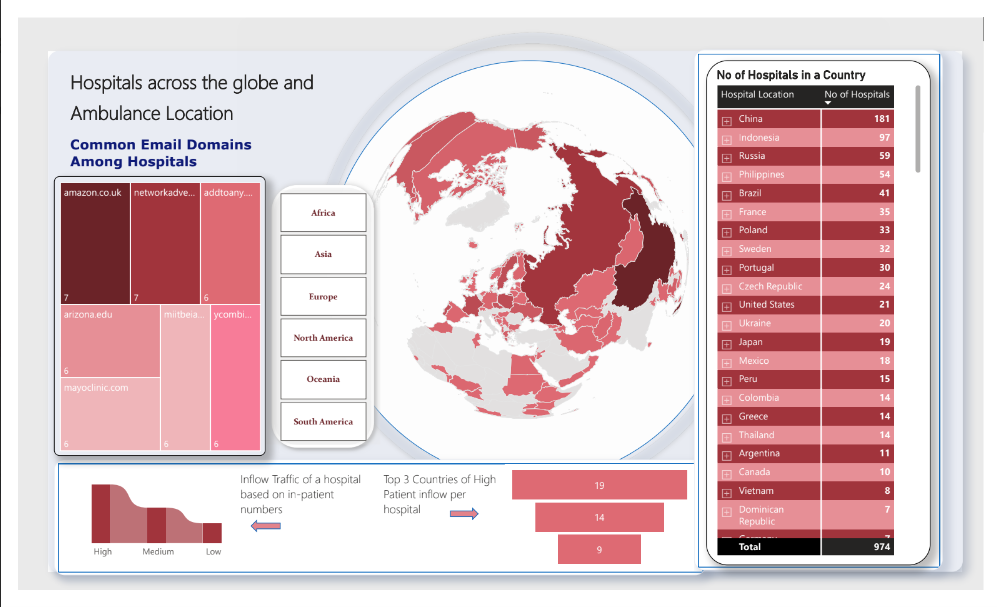 Hospitals across the globe and
Ambulance Location
Common Email Domains
Among Hospitals
amazon.co.uk
7
networkadve...
7
addtoany....
6
arizona.edu
6
mayoclinic.com
6
miitbeia...
6
ycombi...
6
Africa
Asia
Europe
North America
Oceania
South America
No of Hospitals in a Country
Hospital Location No of Hospitals
China 181
Indonesia 97
Russia 59
Philippines 54
Brazil 41
France 35
Poland 33
Sweden 32
Portugal 30
Czech Republic 24
United States 21
Ukraine 20
Japan 19
Mexico 18
Peru 15
Colombia 14
Greece 14
Thailand 14
Argentina 11
Canada 10
Vietnam 8
Dominican 7
Republic
Germany 7
Total 974
High
Medium
Low
Inflow Traffic of a hospital
based on in-patient
numbers
Top 3 Countries of High
Patient inflow per
hospital
19
14
9